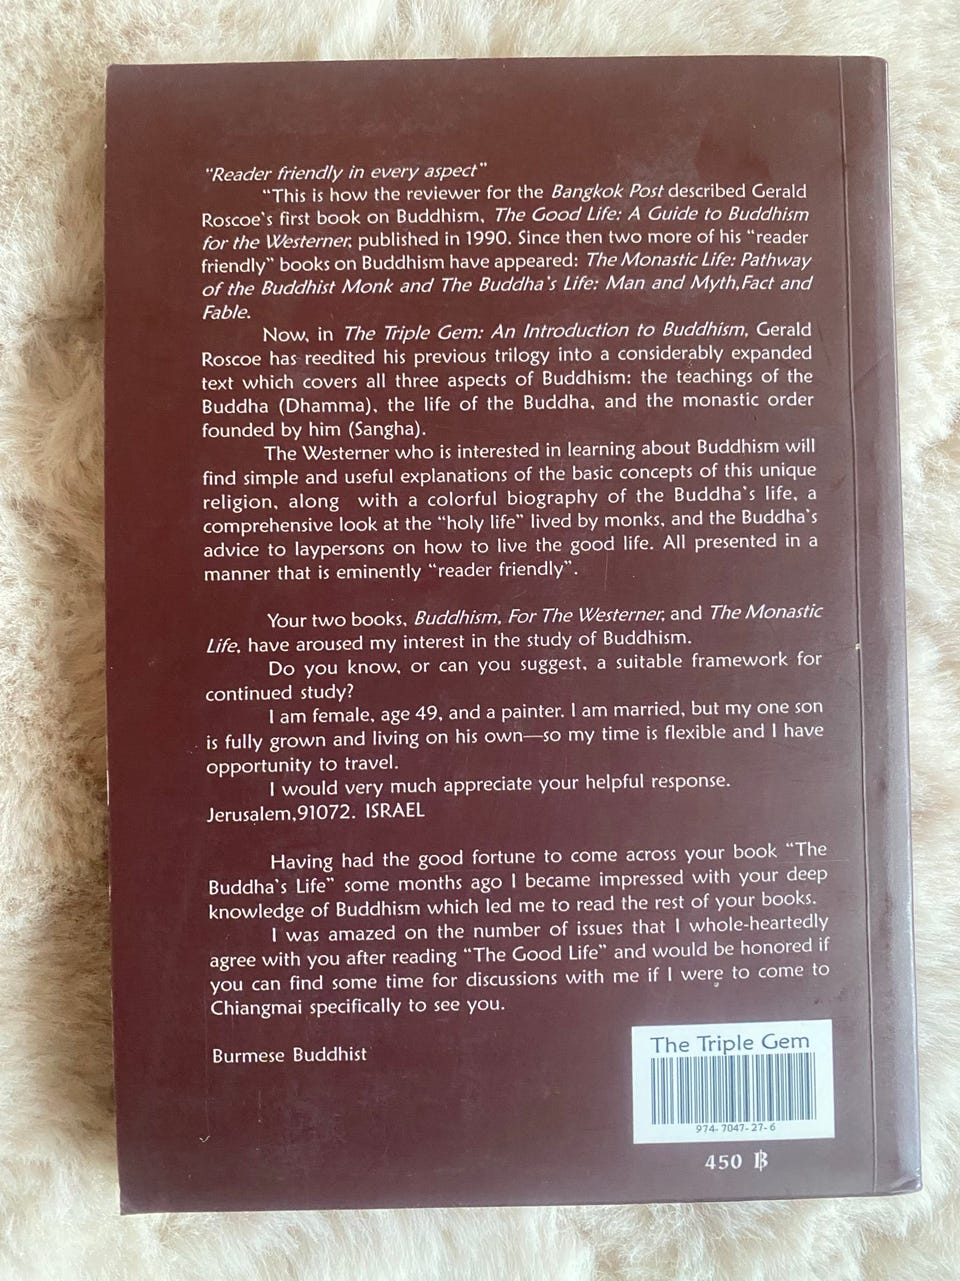 "Reader friendly in every aspect"
"This is how the reviewer for the Bangkok Post described Gerald
Roscoe's first book on Buddhism, The Good Life: A Guide to Buddhism
for the Westerner, published in 1990. Since then two more of his "reader
friendly" books on Buddhism have appeared: The Monastic Life: Pathway
of the Buddhist Monk and The Buddha's Life: Man and Myth,Fact and
Fable.
Now, in The Triple Gem: An Introduction to Buddhism, Gerald
Roscoe has reedited his previous trilogy into a considerably expanded
text which covers all three aspects of Buddhism: the teachings of the
Buddha (Dhamma), the life of the Buddha, and the monastic order
founded by him (Sangha).
The Westerner who is interested in learning about Buddhism will
find simple and useful explanations of the basic concepts of this unique
religion, along with a colorful biography of the Buddha's life, a
comprehensive look at the "holy life" lived by monks, and the Buddha's
advice to laypersons on how to live the good life. All presented in a
manner that is eminently "reader friendly".
Your two books, Buddhism, For The Westerner, and The Monastic
Life, have aroused my interest in the study of Buddhism.
Do you know, or can you suggest, a suitable framework for
continued study?
I am female, age 49, and a painter. I am married, but my one son
is fully grown and living on his own—so my time is flexible and I have
opportunity to travel.
I would very much appreciate your helpful response.
Jerusalem,91072. ISRAEL
Having had the good fortune to come across your book "The
Buddha's Life" some months ago I became impressed with your deep
knowledge of Buddhism which led me to read the rest of your books.
I was amazed on the number of issues that I whole-heartedly
agree with you after reading "The Good Life" and would be honored if
you can find some time for discussions with me if I were to come to
Chiangmai specifically to see you.
Burmese Buddhist
The Triple Gem
974-7047-27-6
450 ฿